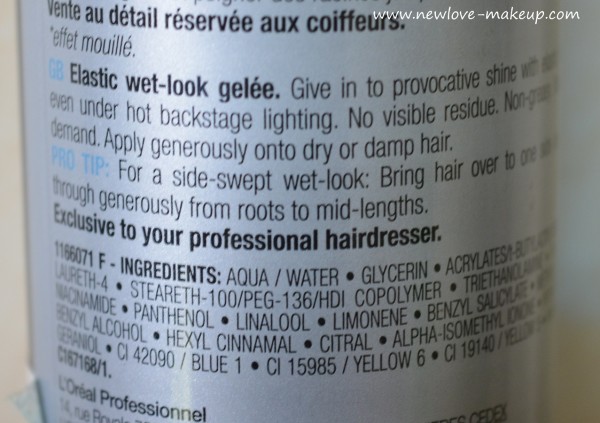 www.newlove-makeup.com
Vente au détail réservée aux coiffeurs.
*effet mouillé.
GB Elastic wet-look gelée. Give in to provocative shine with
even under hot backstage lighting. No visible residue.
demand. Apply generously onto dry or damp hair.
PRO TIP: For a side-swept wet-look: Bring hair over to one
through generously from roots to mid-lengths.
Exclusive to your professional hairdresser.
1166071 F - INGREDIENTS: AQUA / WATER • GLYCERIN •
LAURETH-4 • STEARETH-100/PEG-136/HDI COPOLYMER •
NIACINAMIDE • PANTHENOL • LINALOOL • LIMONENE • BENZYL SALICYLATE •
BENZYL ALCOHOL • HEXYL CINNAMAL • CITRAL • ALPHA-ISOMETHYL IONONE •
GERANIOL • CI 42090 / BLUE 1 • CI 15985 / YELLOW 6 • CI 19140 / YELLOW
C167168/1.
L'Oréal Professionnel
14, rue Royale
CEDEX